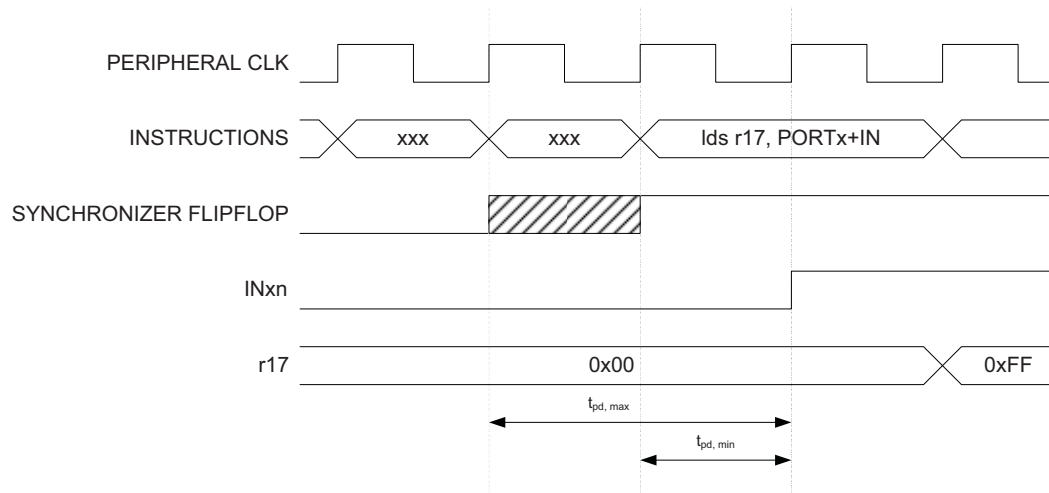 PERIPHERAL CLK
INSTRUCTIONS xxx xxx lds r17, PORTx+IN
SYNCHRONIZER FLIPFLOP
INxn
r17 0x00 0xFF
tpd, max
tpd, min